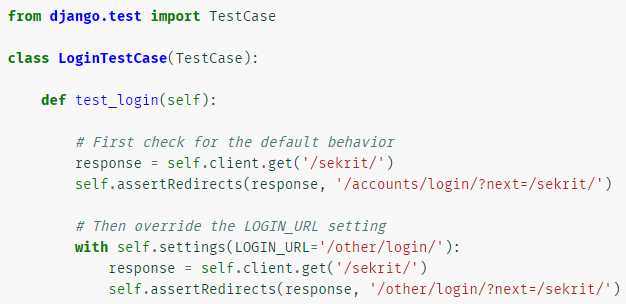 from django.test import TestCase
class LoginTestCase(TestCase):
def test_login(self):
# First check for the default behavior
response = self.client.get('/sekrit/')
self.assertRedirects(response, '/accounts/login/?next=/sekrit/')
# Then override the LOGIN_URL setting
with self.settings(LOGIN_URL='/other/login/'):
response = self.client.get('/sekrit/')
self.assertRedirects(response, '/other/login/?next=/sekrit/')